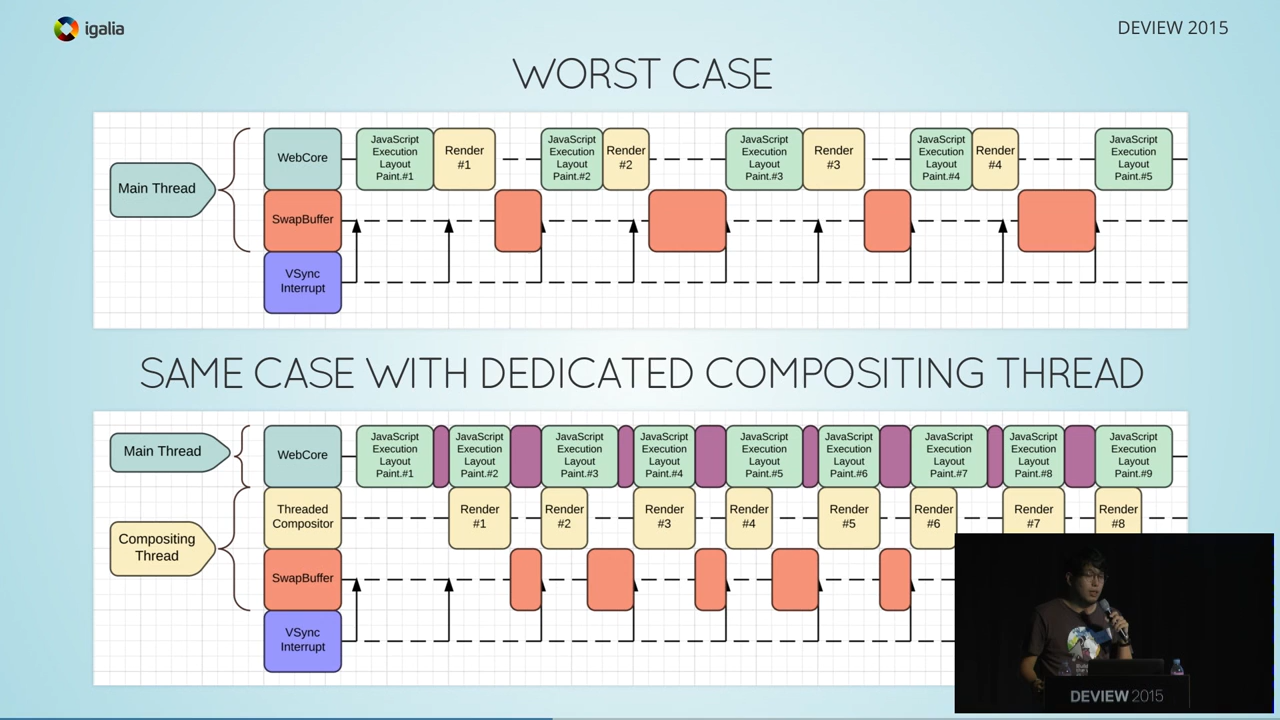 igalia
DEVIEW 2015
WORST CASE
Main Thread
WebCore
JavaScript
Execution
Layout
Paint.#1
Render
#1
JavaScript
Execution
Layout
Paint.#2
Render
#2
JavaScript
Execution
Layout
Paint.#3
Render
#3
JavaScript
Execution
Layout
Paint.#4
Render
#4
JavaScript
Execution
Layout
Paint.#5
SwapBuffer
VSync
Interrupt
SAME CASE WITH DEDICATED COMPOSITING THREAD
Main Thread
WebCore
JavaScript
Execution
Layout
Paint.#1
JavaScript
Execution
Layout
Paint.#2
JavaScript
Execution
Layout
Paint.#3
JavaScript
Execution
Layout
Paint.#4
JavaScript
Execution
Layout
Paint.#5
JavaScript
Execution
Layout
Paint.#6
JavaScript
Execution
Layout
Paint.#7
JavaScript
Execution
Layout
Paint.#8
JavaScript
Execution
Layout
Paint.#9
Compositing
Thread
Threaded
Compositor
Render
#1
Render
#2
Render
#3
Render
#4
Render
#5
Render
#6
Render
#7
Render
#8
SwapBuffer
VSync
Interrupt
DEVIEW 2015